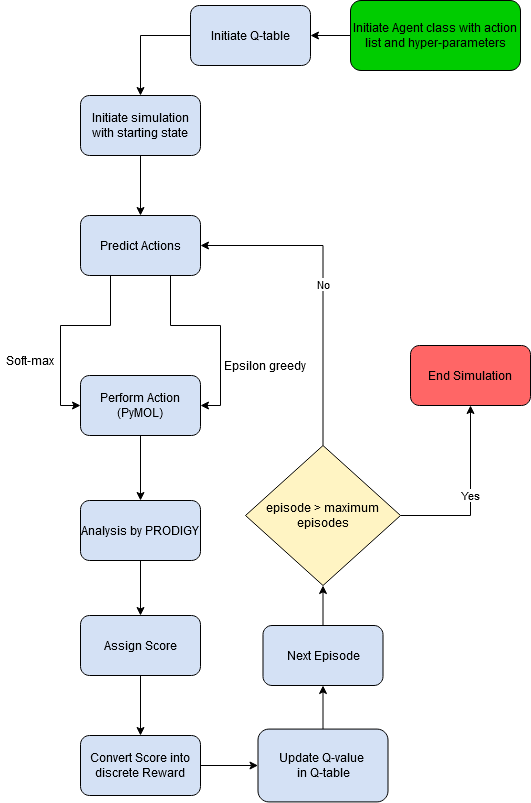 Initiate Q-table
Initiate Agent class with action
list and hyper-parameters
Initiate simulation
with starting state
Predict Actions
No
Soft-max
Epsilon greedy
End Simulation
Perform Action
(PyMOL)
Yes
episode > maximum
episodes
Analysis by PRODIGY
Assign Score
Next Episode
Convert Score into
discrete Reward
Update Q-value
in Q-table